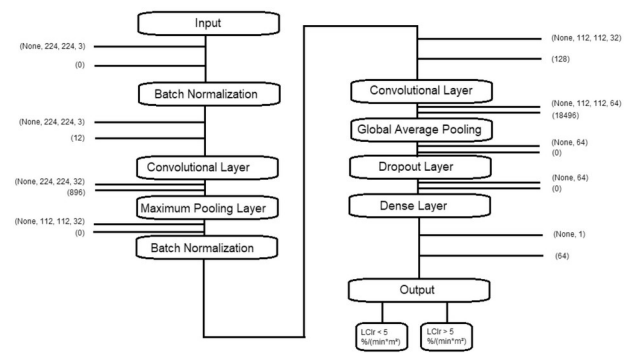 Input
(None, 224, 224, 3)
(0)
Batch Normalization
(None, 224, 224, 3)
(12)
Convolutional Layer
(None, 224, 224, 32)
(896)
Maximum Pooling Layer
(None, 112, 112, 32)
(0)
Batch Normalization
(None, 112, 112, 32)
(128)
Convolutional Layer
(None, 112, 112, 64)
(18496)
Global Average Pooling
(None, 64)
(0)
Dropout Layer
(None, 64)
(0)
Dense Layer
(None, 1)
(64)
Output
LClr < 5
%/(min*m²)
LClr > 5
%/(min*m²)